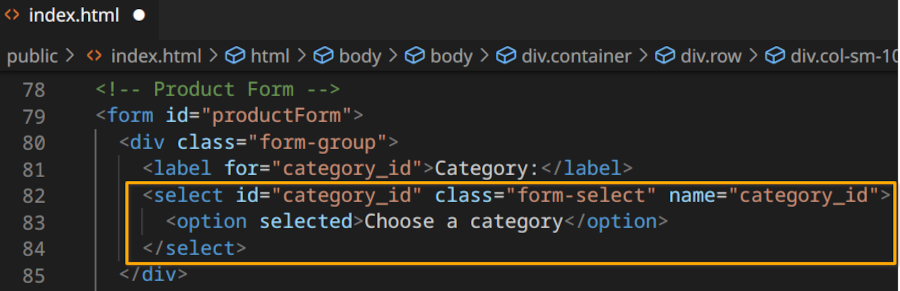 index.html
public > index.html > html > body > body > div.container > div.row > div.col-sm-10
78 <!-- Product Form -->
79 <form id="productForm">
80 <div class="form-group">
81 <label for="category_id">Category:</label>
82 <select id="category_id" class="form-select" name="category_id">
83 <option selected>Choose a category</option>
84 </select>
85 </div>